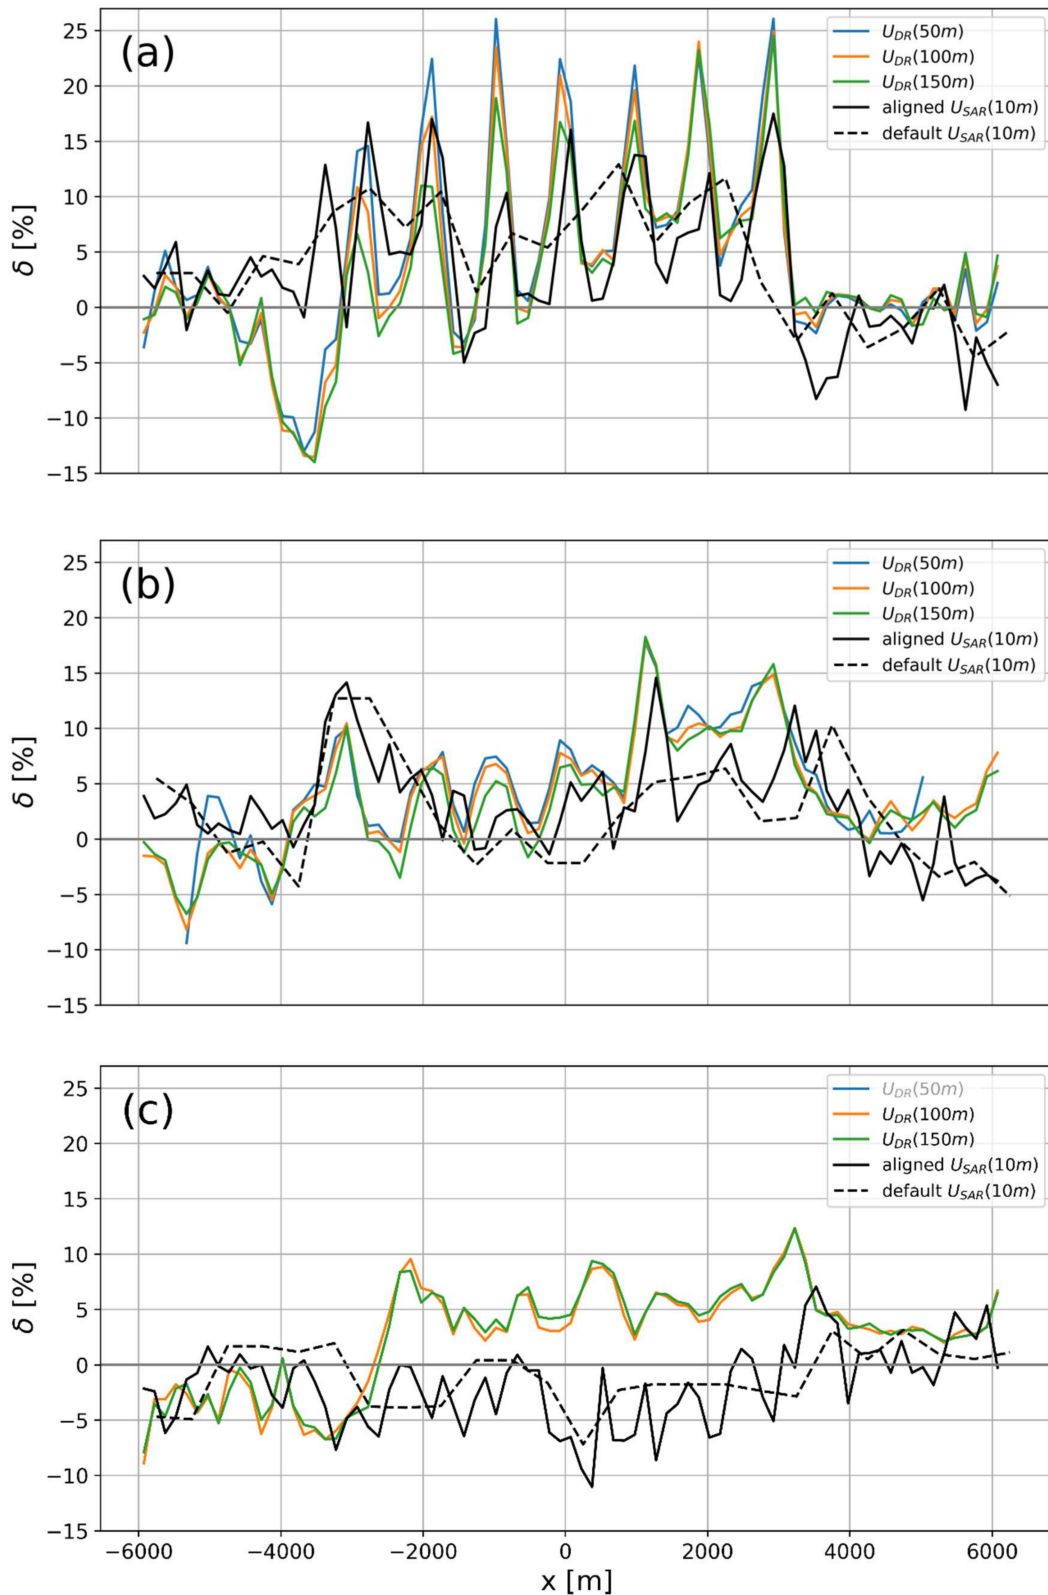 (a)
δ [%]
25
20
15
10
5
0
−5
−10
−15
U_DR(50m)
U_DR(100m)
U_DR(150m)
aligned U_SAR(10m)
default U_SAR(10m)
(b)
δ [%]
25
20
15
10
5
0
−5
−10
−15
U_DR(50m)
U_DR(100m)
U_DR(150m)
aligned U_SAR(10m)
default U_SAR(10m)
(c)
δ [%]
25
20
15
10
5
0
−5
−10
−15
U_DR(50m)
U_DR(100m)
U_DR(150m)
aligned U_SAR(10m)
default U_SAR(10m)
−6000 −4000 −2000 0 2000 4000 6000
x [m]